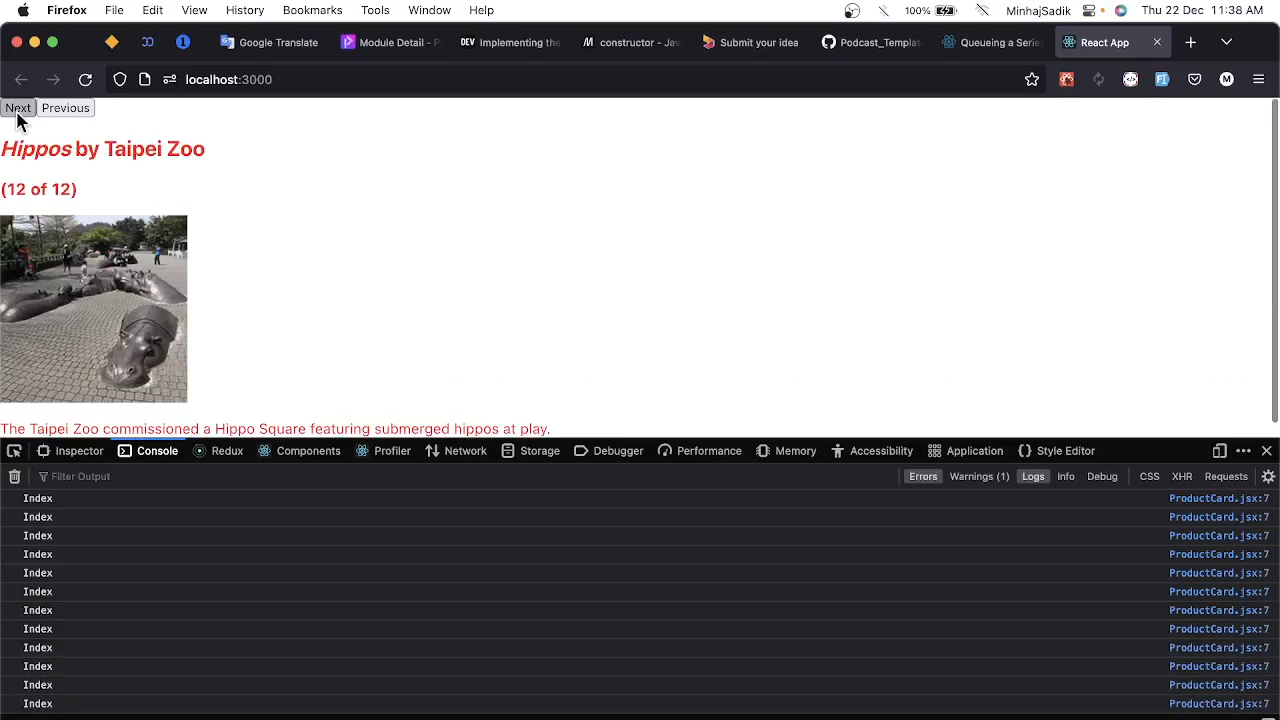 Firefox File Edit View History Bookmarks Tools Window Help 100% MinhajSadik Thu 22 Dec 11:38 AM
Google Translate Module Detail - P DEV Implementing the constructor - Jav Submit your idea Podcast_Templat Queueing a Serie React App
localhost:3000 M
Next Previous
Hippos by Taipei Zoo
(12 of 12)
The Taipei Zoo commissioned a Hippo Square featuring submerged hippos at play.
Inspector Console Redux Components Profiler Network Storage Debugger Performance Memory Accessibility Application Style Editor
Filter Output Errors Warnings (1) Logs Info Debug CSS XHR Requests
Index ProductCard.jsx:7
Index ProductCard.jsx:7
Index ProductCard.jsx:7
Index ProductCard.jsx:7
Index ProductCard.jsx:7
Index ProductCard.jsx:7
Index ProductCard.jsx:7
Index ProductCard.jsx:7
Index ProductCard.jsx:7
Index ProductCard.jsx:7
Index ProductCard.jsx:7
Index ProductCard.jsx:7